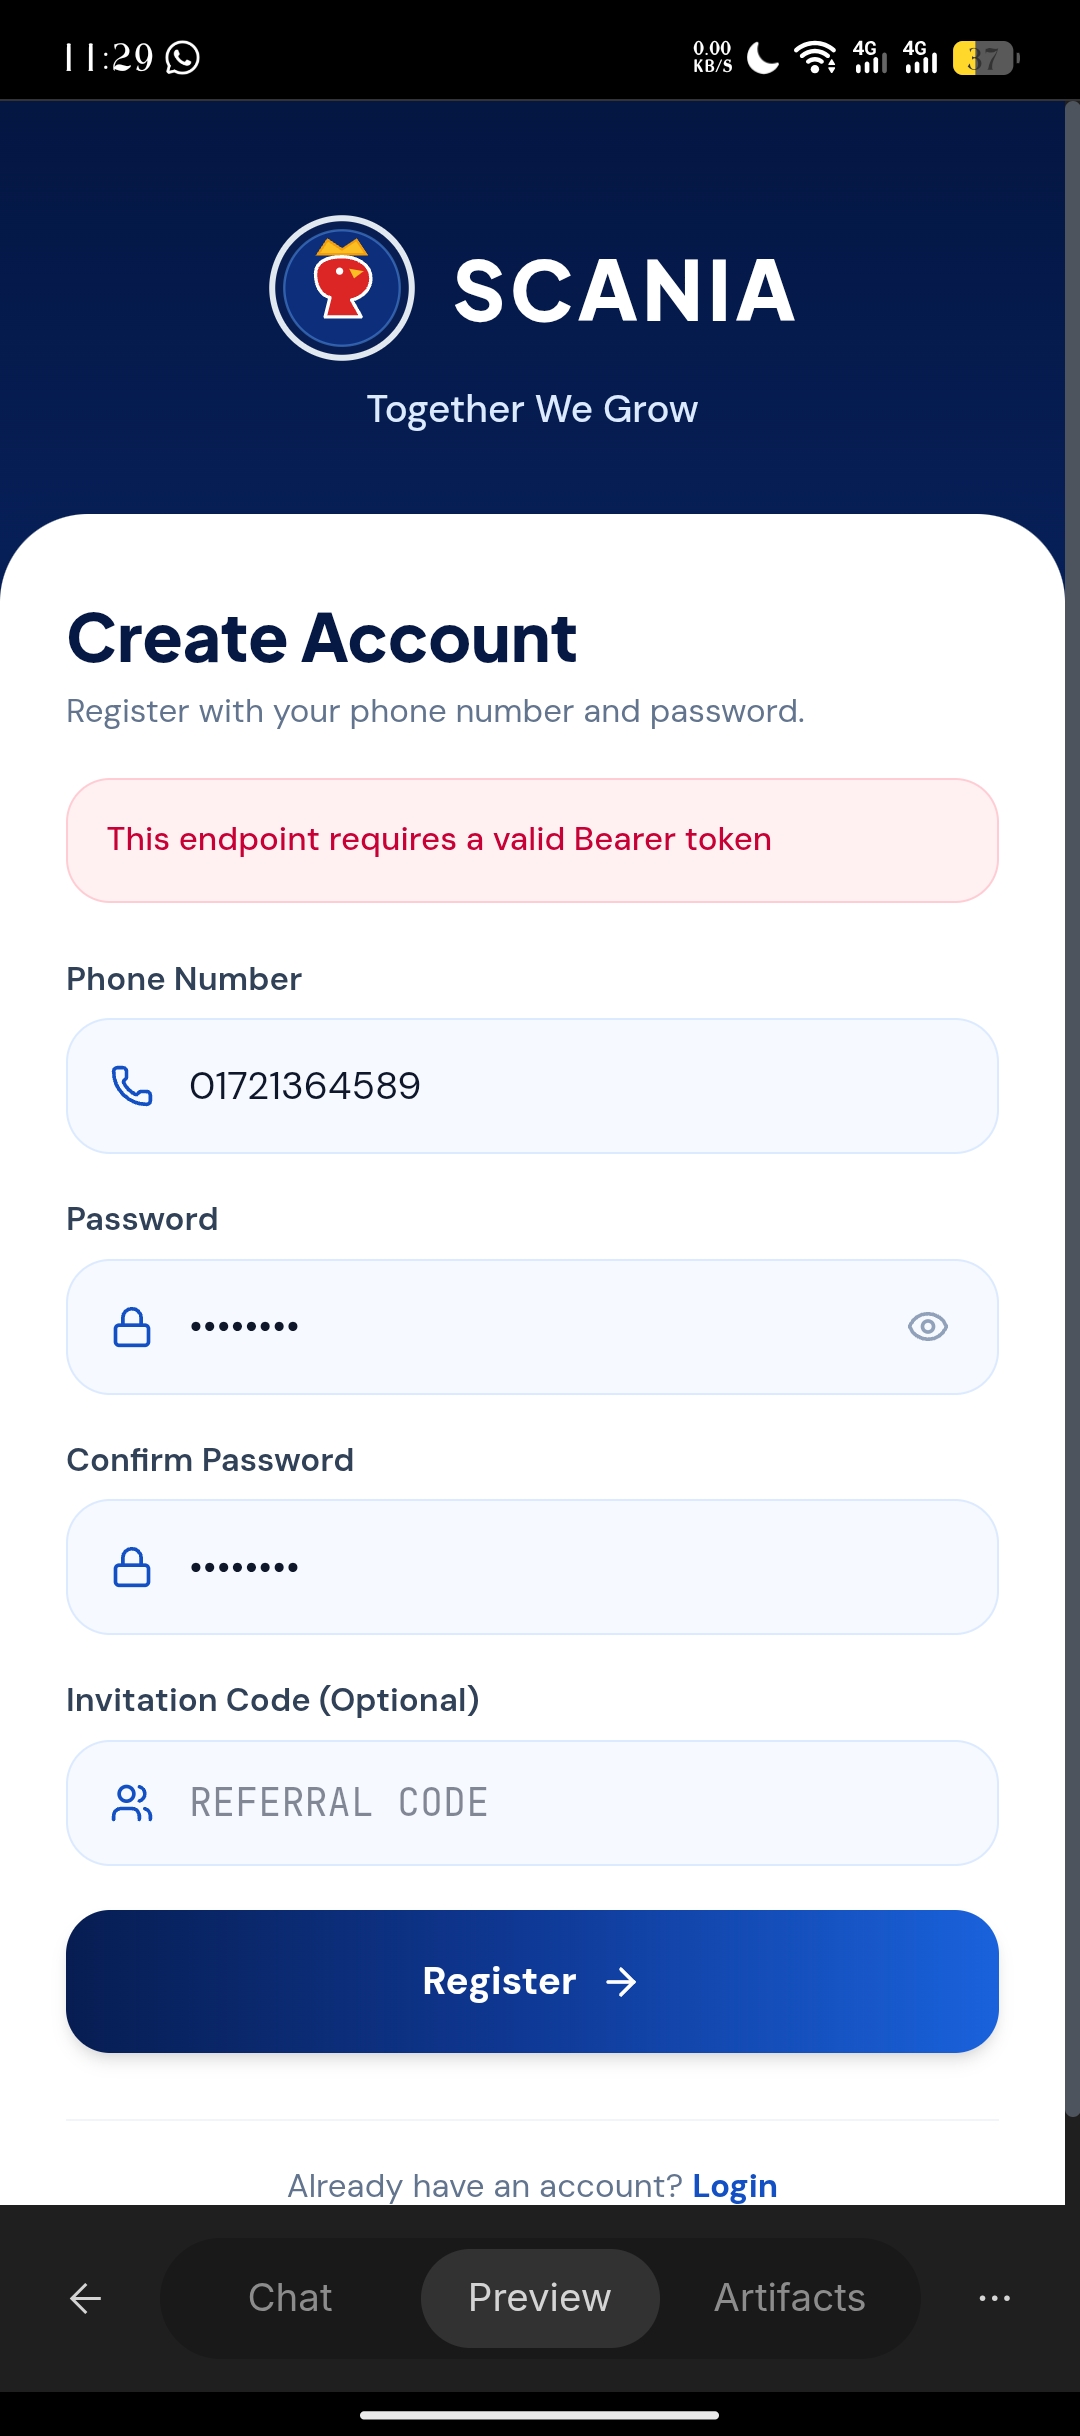 11:29
0.00
KB/S
4G
4G
37
SCANIA
Together We Grow
Create Account
Register with your phone number and password.
This endpoint requires a valid Bearer token
Phone Number
01721364589
Password
••••••••
Confirm Password
••••••••
Invitation Code (Optional)
REFERRAL CODE
Register →
Already have an account? Login
Chat
Preview
Artifacts